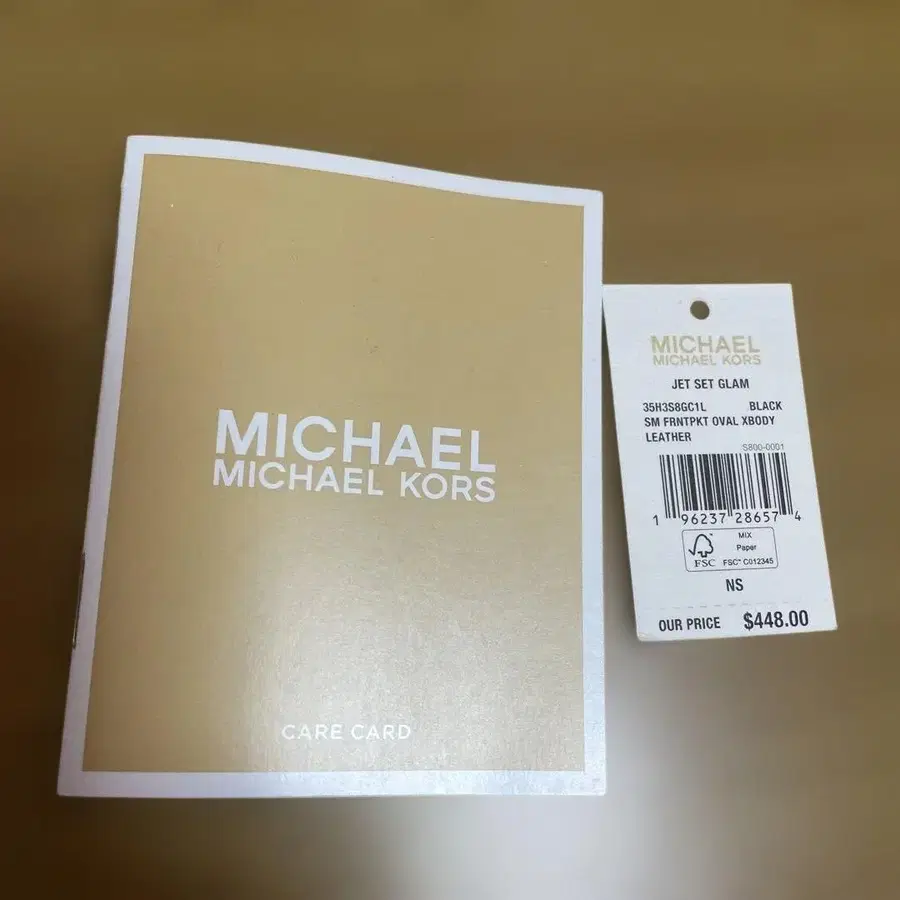 MICHAEL
MICHAEL KORS
CARE CARD
MICHAEL
MICHAEL KORS
JET SET GLAM
35H3S8GC1L BLACK
SM FRNTPKT OVAL XBODY
LEATHER
S800-0001
1 96237 28657 4
FSC
MIX
Paper
FSC® C012345
NS
OUR PRICE $448.00